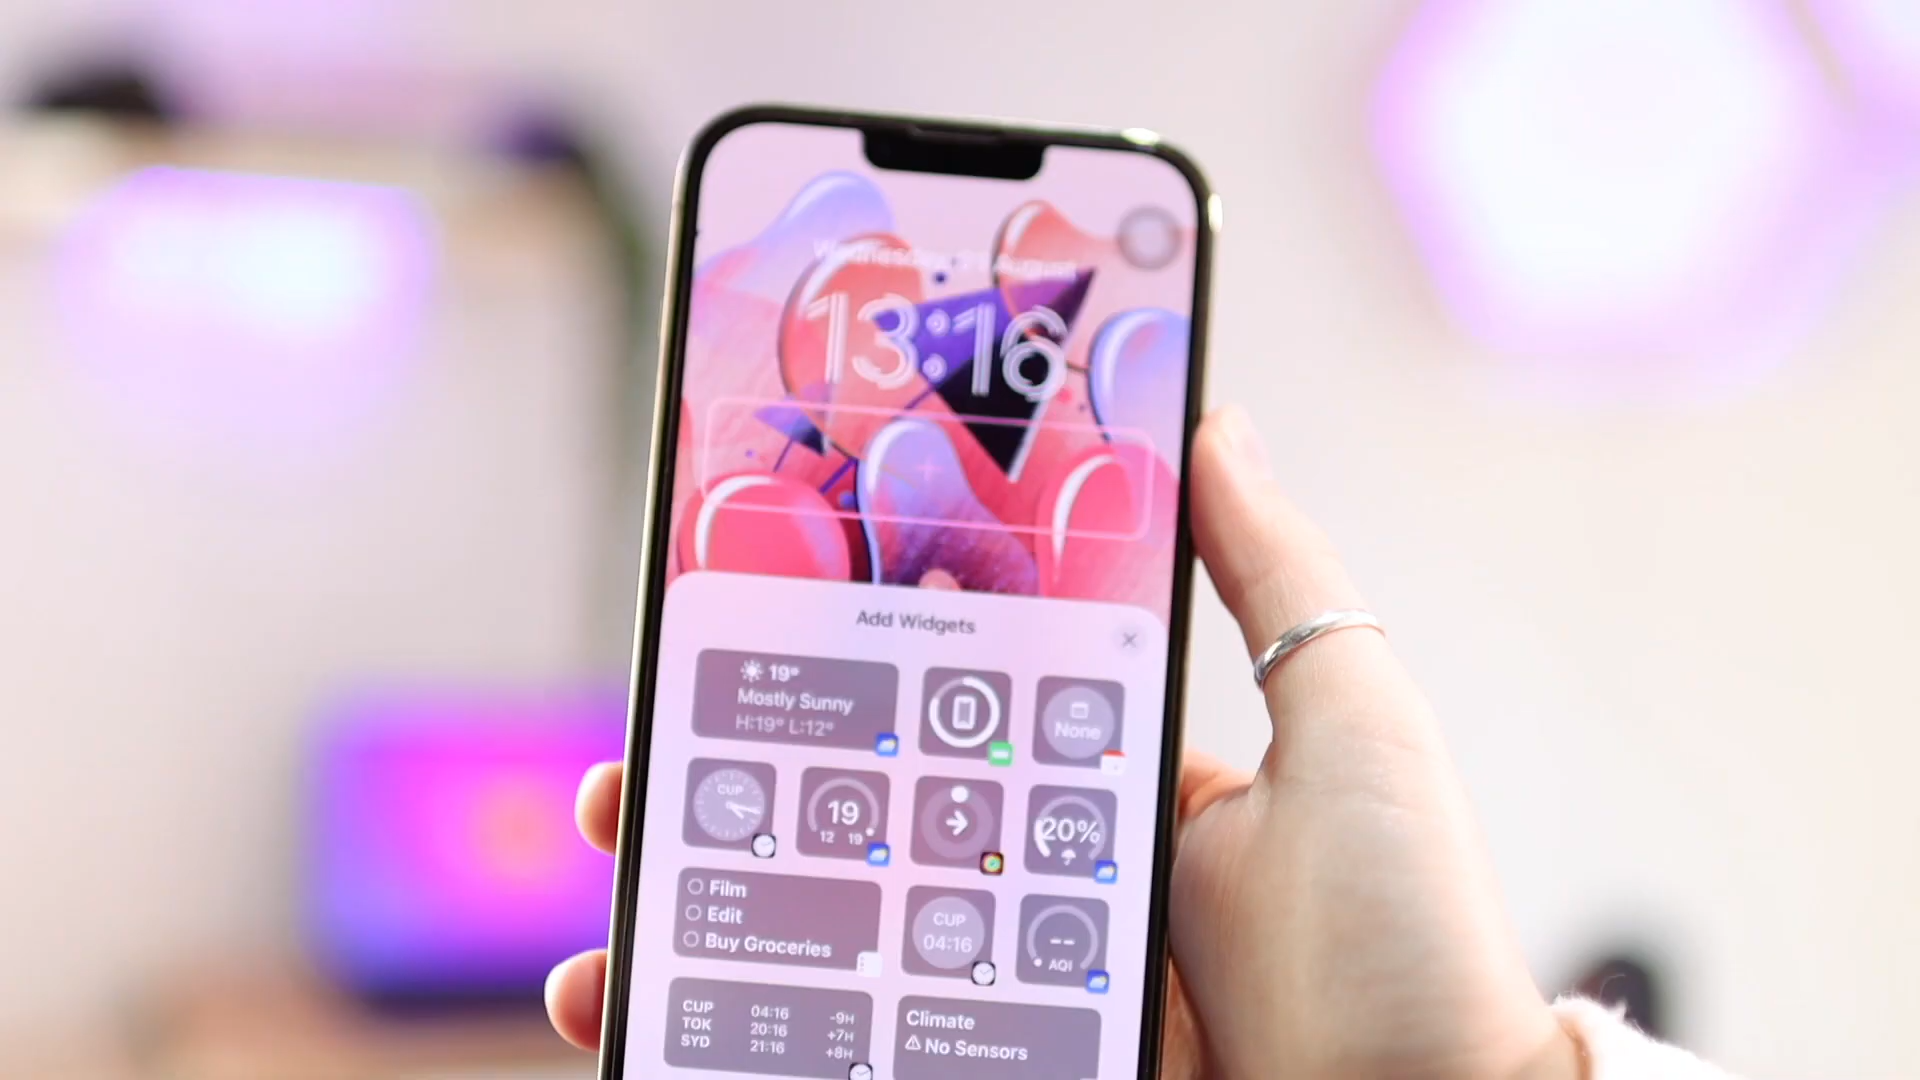 Wednesday, August
13:16
Add Widgets
19°
Mostly Sunny
H:19° L:12°
None
CUP
19
12 19
20%
Film
Edit
Buy Groceries
CUP
04:16
--
AQI
CUP 04:16 -9H
TOK 20:16 +7H
SYD 21:16 +8H
Climate
No Sensors